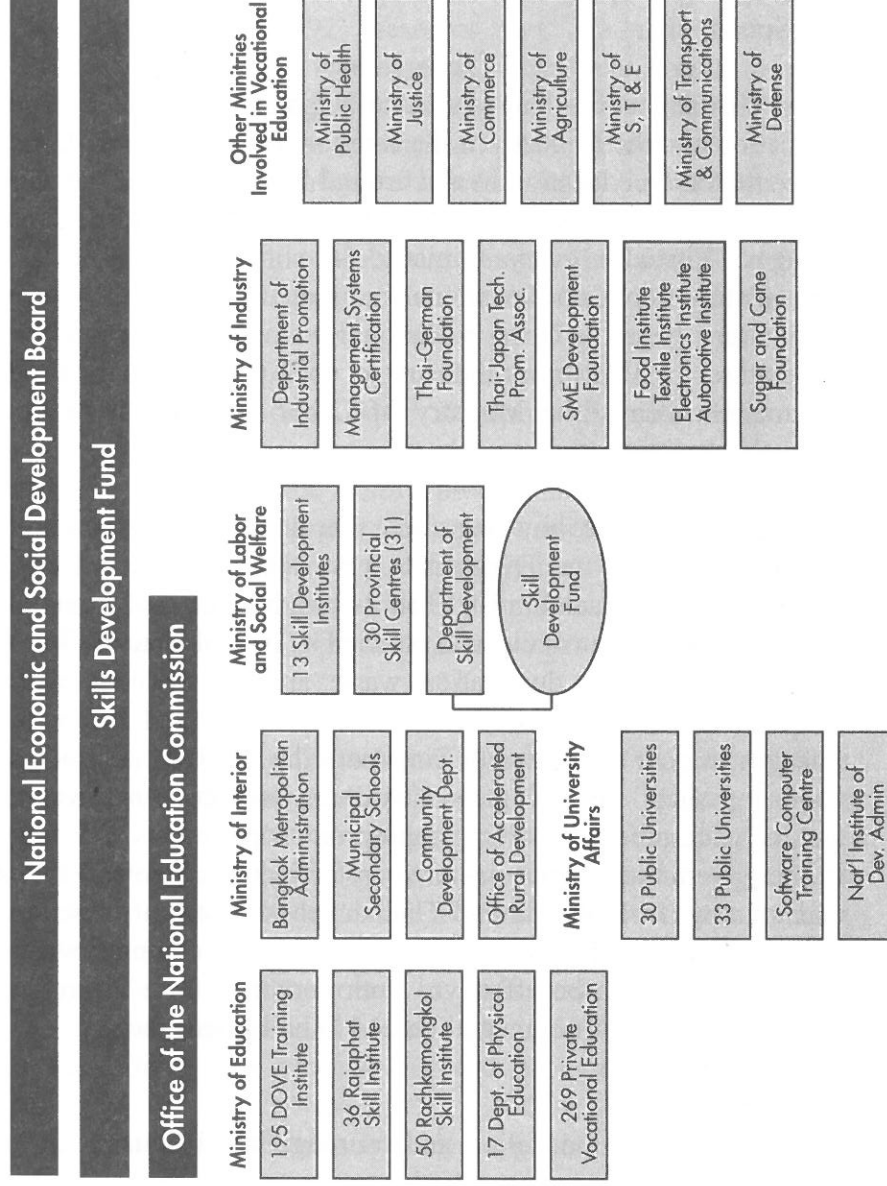 National Economic and Social Development Board
Skills Development Fund
Office of the National Education Commission
Ministry of Education
195 DOVE Training
Institute
36 Rajaphat
Skill Institute
50 Rachkamongkol
Skill Institute
17 Dept. of Physical
Education
269 Private
Vocational Education
Ministry of Interior
Bangkok Metropolitan
Administration
Municipal
Secondary Schools
Community
Development Dept.
Office of Accelerated
Rural Development
Ministry of University
Affairs
30 Public Universities
33 Public Universities
Software Computer
Training Centre
Nat'l Institute of
Dev. Admin
Ministry of Labor
and Social Welfare
13 Skill Development
Institutes
30 Provincial
Skill Centres (31)
Department of
Skill Development
Skill
Development
Fund
Ministry of Industry
Department of
Industrial Promotion
Management Systems
Certification
Thai-German
Foundation
Thai-Japan Tech.
Prom. Assoc.
SME Development
Foundation
Food Institute
Textile Institute
Electronics Institute
Automotive Institute
Sugar and Cane
Foundation
Other Minitries
Involved in Vocational
Education
Ministry of
Public Health
Ministry of
Justice
Ministry of
Commerce
Ministry of
Agriculture
Ministry of
S, T & E
Ministry of Transport
& Communications
Ministry of
Defense